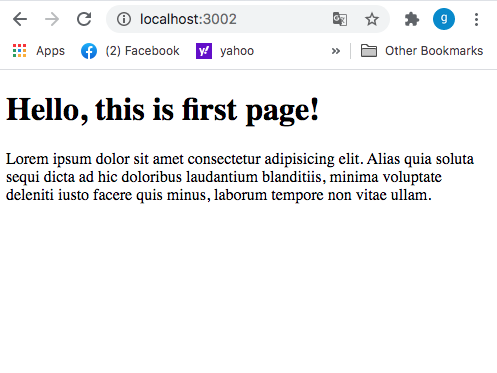 localhost:3002
g
Apps
(2) Facebook
yahoo
»
Other Bookmarks
Hello, this is first page!
Lorem ipsum dolor sit amet consectetur adipisicing elit. Alias quia soluta
sequi dicta ad hic doloribus laudantium blanditiis, minima voluptate
deleniti iusto facere quis minus, laborum tempore non vitae ullam.